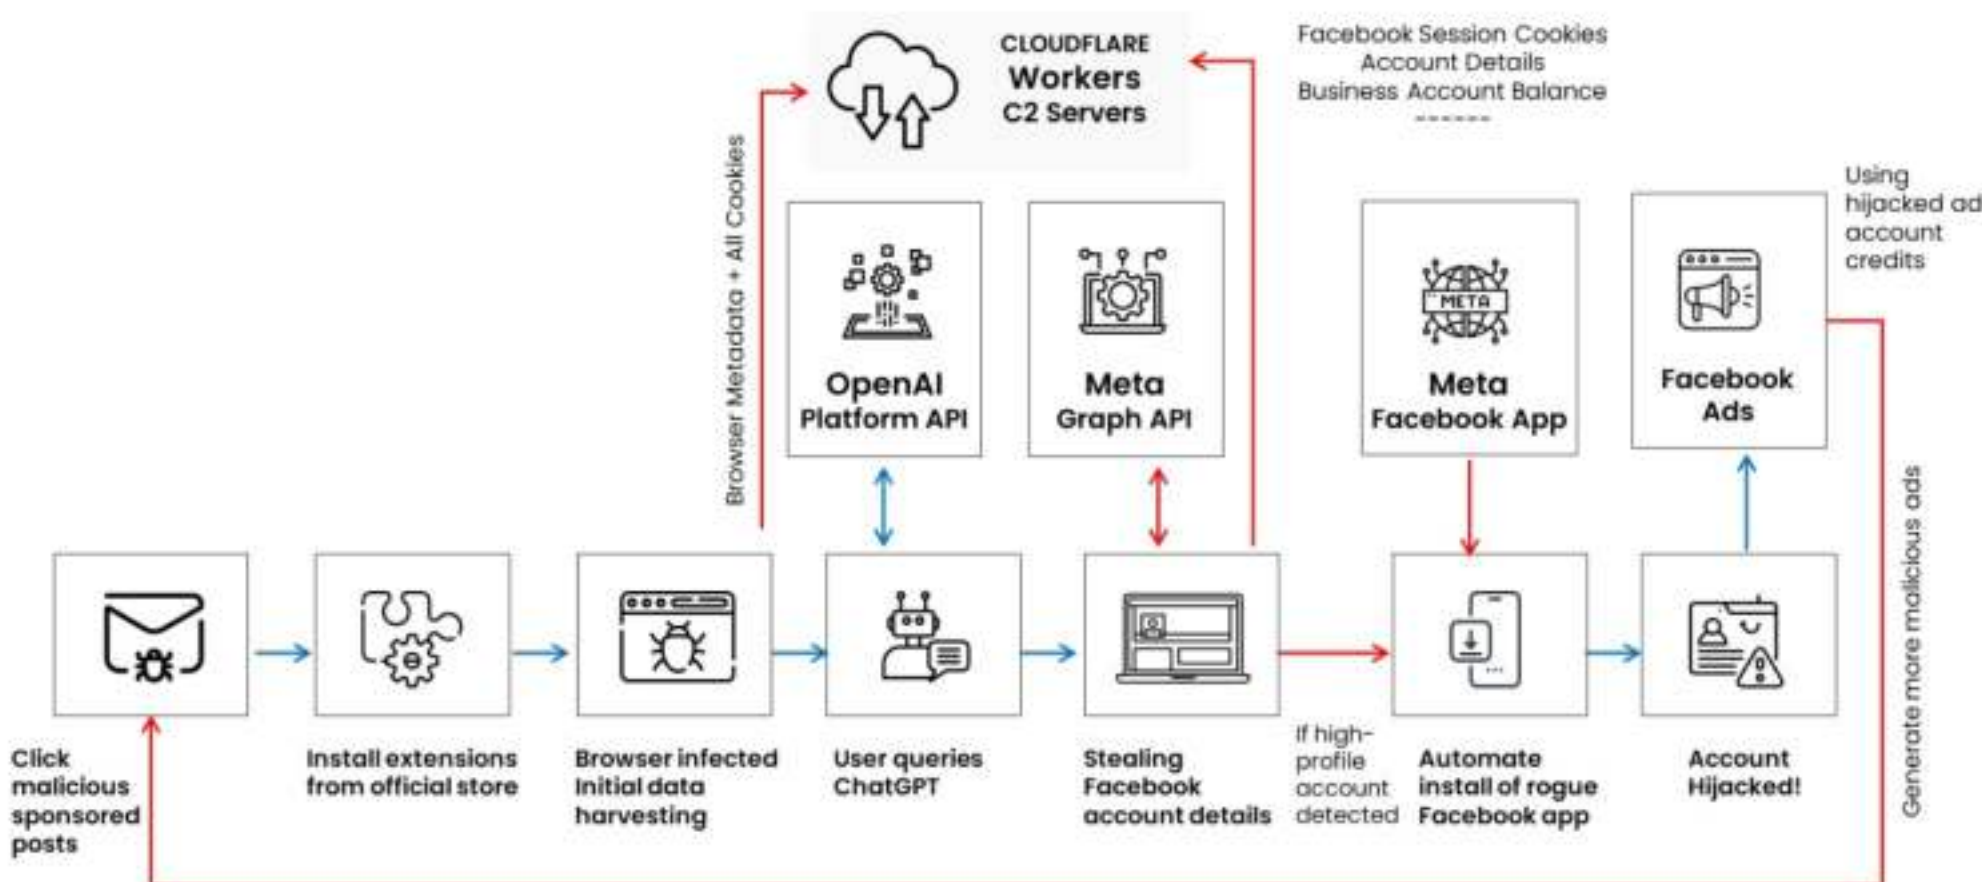 CLOUDFLARE
Workers
C2 Servers
Facebook Session Cookies
Account Details
Business Account Balance
------
Using
hijacked ad
account
credits
Browser Metadata + All Cookies
OpenAI
Platform API
Meta
Graph API
META
Meta
Facebook App
Facebook
Ads
Generate more malicious ads
Click
malicious
sponsored
posts
Install extensions
from official store
Browser infected
Initial data
harvesting
User queries
ChatGPT
Stealing
Facebook
account details
If high-
profile
account
detected
Automate
install of rogue
Facebook app
Account
Hijacked!